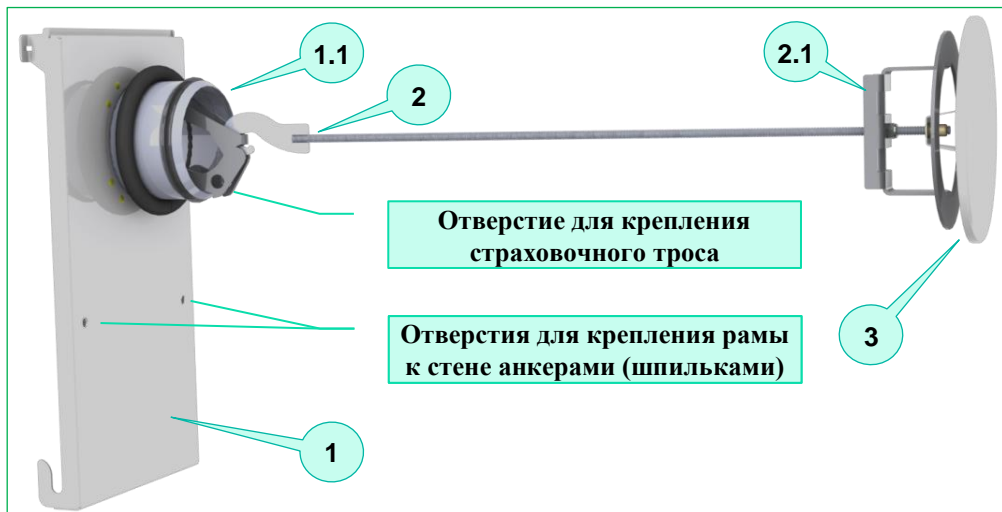 1.1
2
2.1
Отверстие для крепления
страховочного троса
3
Отверстия для крепления рамы
к стене анкерами (шпильками)
1